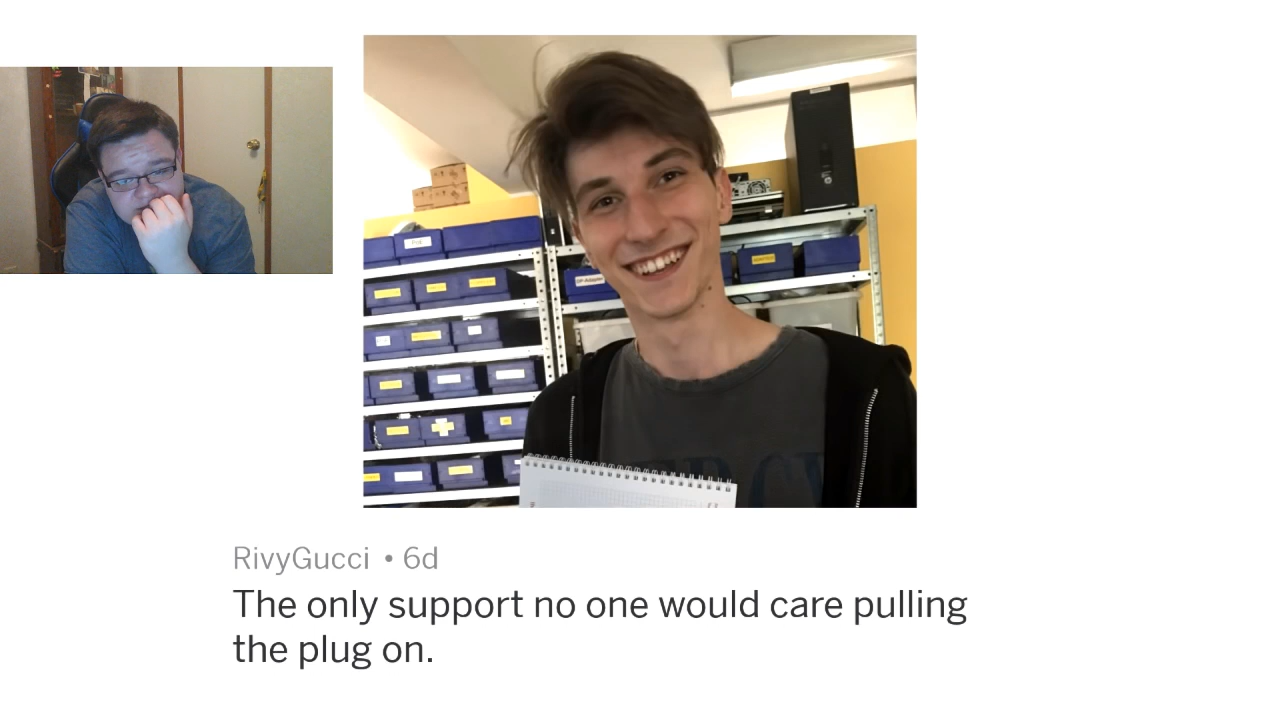 RivyGucci • 6d
The only support no one would care pulling
the plug on.